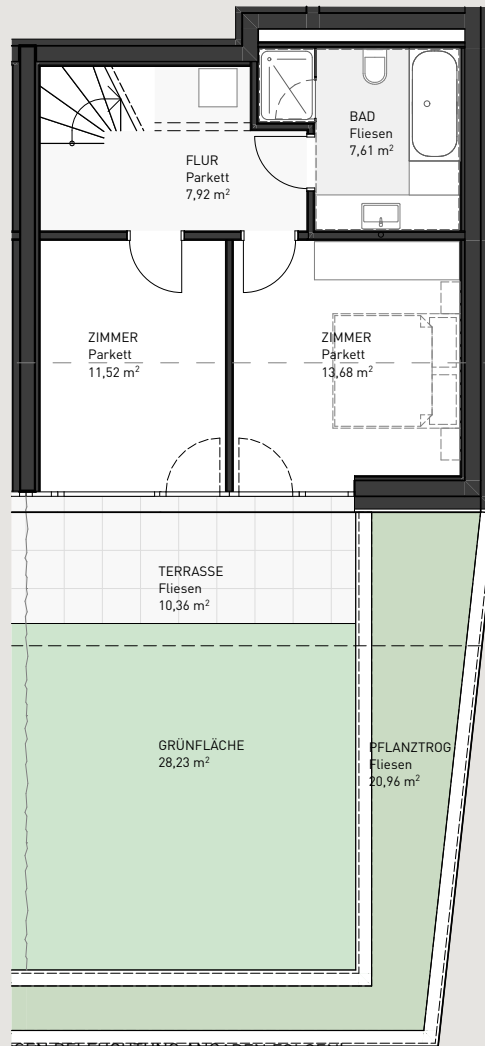 BAD
Fliesen
7,61 m²
FLUR
Parkett
7,92 m²
ZIMMER
Parkett
11,52 m²
ZIMMER
Parkett
13,68 m²
TERRASSE
Fliesen
10,36 m²
GRÜNFLÄCHE
28,23 m²
PFLANZTROG
Fliesen
20,96 m²